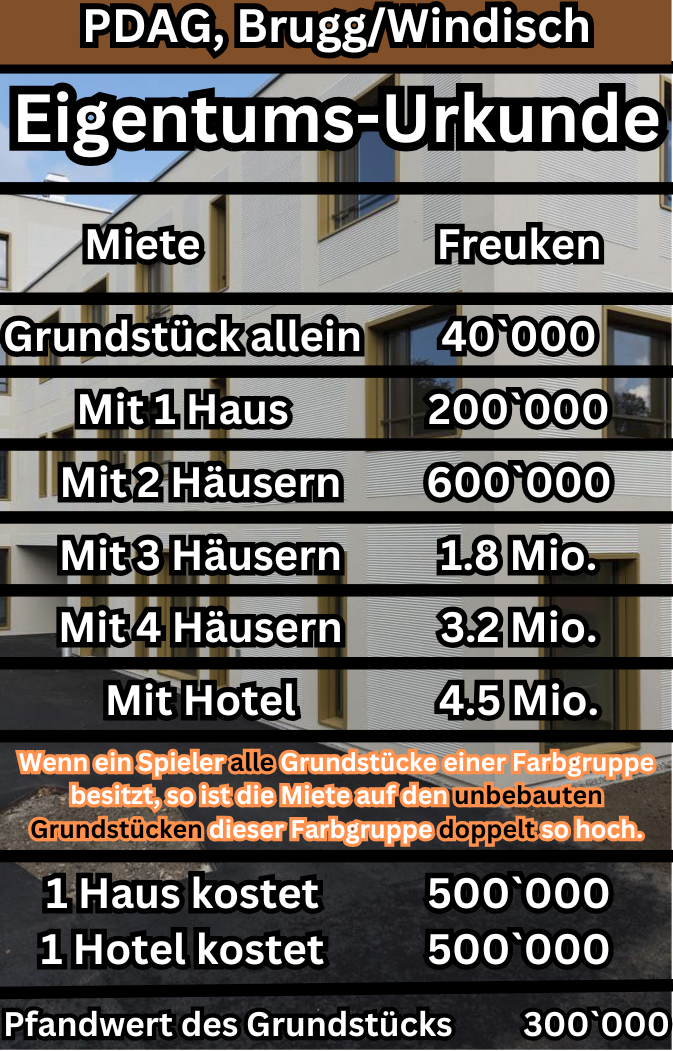 PDAG, Brugg/Windisch
Eigentums-Urkunde
Miete Freuken
Grundstück allein 40`000
Mit 1 Haus 200`000
Mit 2 Häusern 600`000
Mit 3 Häusern 1.8 Mio.
Mit 4 Häusern 3.2 Mio.
Mit Hotel 4.5 Mio.
Wenn ein Spieler alle Grundstücke einer Farbgruppe
besitzt, so ist die Miete auf den unbebauten
Grundstücken dieser Farbgruppe doppelt so hoch.
1 Haus kostet 500`000
1 Hotel kostet 500`000
Pfandwert des Grundstücks 300`000